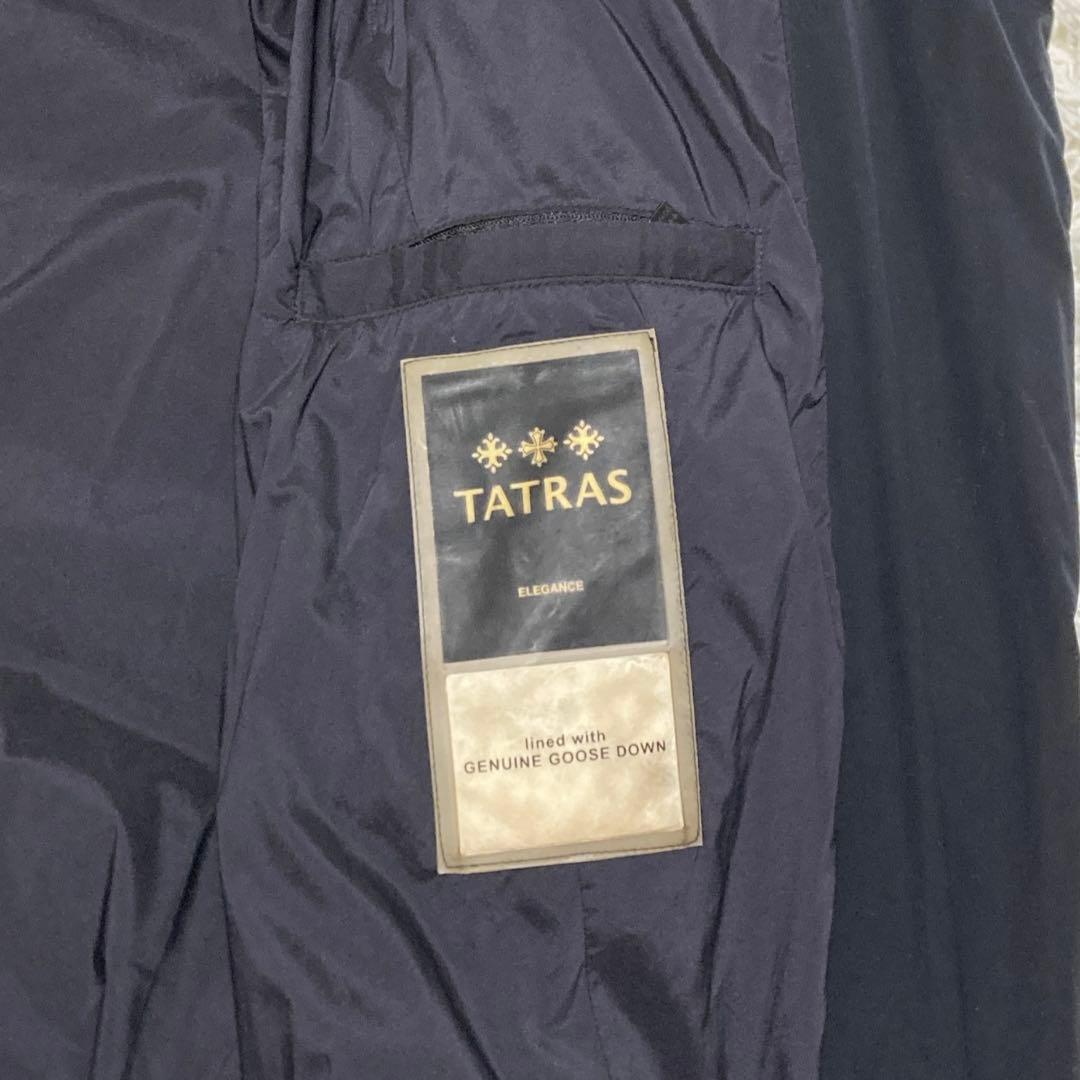 TATRAS
ELEGANCE
lined with
GENUINE GOOSE DOWN